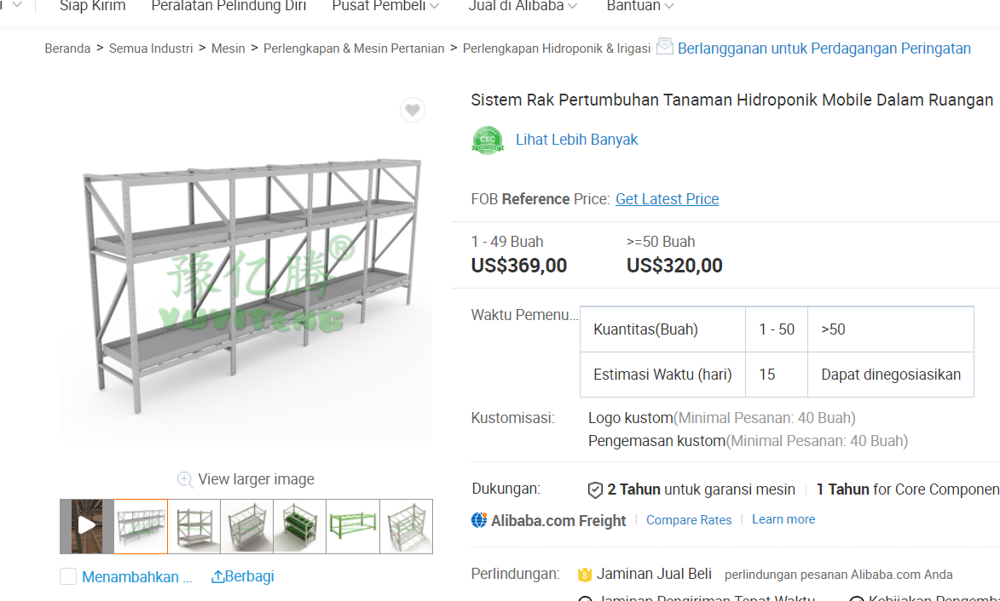 Siap Kirim Peralatan Pelindung Diri Pusat Pembeli Jual di Alibaba Bantuan
Beranda > Semua Industri > Mesin > Perlengkapan & Mesin Pertanian > Perlengkapan Hidroponik & Irigasi Berlangganan untuk Perdagangan Peringatan
Sistem Rak Pertumbuhan Tanaman Hidroponik Mobile Dalam Ruangan
CEC
Lihat Lebih Banyak
FOB Reference Price: Get Latest Price
1 - 49 Buah >=50 Buah
US$369,00 US$320,00
豫亿腾®
YUYITENG
Waktu Pemenu...
Kuantitas(Buah) 1 - 50 >50
Estimasi Waktu (hari) 15 Dapat dinegosiasikan
Kustomisasi: Logo kustom(Minimal Pesanan: 40 Buah)
Pengemasan kustom(Minimal Pesanan: 40 Buah)
View larger image
Dukungan: 2 Tahun untuk garansi mesin 1 Tahun for Core Componen
Alibaba.com Freight Compare Rates Learn more
Menambahkan ... Berbagi
Perlindungan: $ Jaminan Jual Beli perlindungan pesanan Alibaba.com Anda
Jaminan Pengiriman Tepat Waktu Kebijakan Pengemba